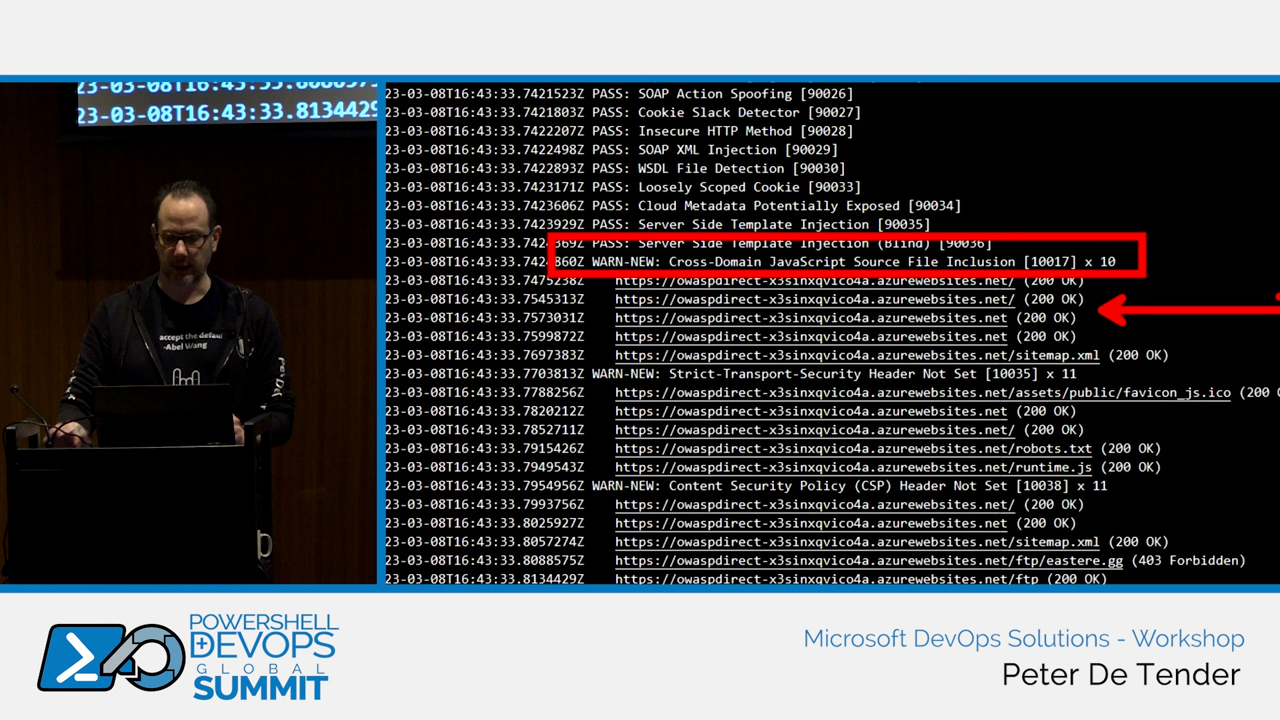 23-03-08T16:43:33.8134429
accept the defau
-Abel Wang
23-03-08T16:43:33.7421523Z PASS: SOAP Action Spoofing [90026]
23-03-08T16:43:33.7421803Z PASS: Cookie Slack Detector [90027]
23-03-08T16:43:33.7422207Z PASS: Insecure HTTP Method [90028]
23-03-08T16:43:33.7422498Z PASS: SOAP XML Injection [90029]
23-03-08T16:43:33.7422893Z PASS: WSDL File Detection [90030]
23-03-08T16:43:33.7423171Z PASS: Loosely Scoped Cookie [90033]
23-03-08T16:43:33.7423606Z PASS: Cloud Metadata Potentially Exposed [90034]
23-03-08T16:43:33.7423929Z PASS: Server Side Template Injection [90035]
23-03-08T16:43:33.7424369Z PASS: Server Side Template Injection (Blind) [90036]
23-03-08T16:43:33.7424860Z WARN-NEW: Cross-Domain JavaScript Source File Inclusion [10017] x 10
23-03-08T16:43:33.7475238Z https://owaspdirect-x3sinxqvico4a.azurewebsites.net/ (200 OK)
23-03-08T16:43:33.7545313Z https://owaspdirect-x3sinxqvico4a.azurewebsites.net/ (200 OK)
23-03-08T16:43:33.7573031Z https://owaspdirect-x3sinxqvico4a.azurewebsites.net (200 OK)
23-03-08T16:43:33.7599872Z https://owaspdirect-x3sinxqvico4a.azurewebsites.net (200 OK)
23-03-08T16:43:33.7697383Z https://owaspdirect-x3sinxqvico4a.azurewebsites.net/sitemap.xml (200 OK)
23-03-08T16:43:33.7703813Z WARN-NEW: Strict-Transport-Security Header Not Set [10035] x 11
23-03-08T16:43:33.7788256Z https://owaspdirect-x3sinxqvico4a.azurewebsites.net/assets/public/favicon_js.ico (200
23-03-08T16:43:33.7820212Z https://owaspdirect-x3sinxqvico4a.azurewebsites.net (200 OK)
23-03-08T16:43:33.7852711Z https://owaspdirect-x3sinxqvico4a.azurewebsites.net/ (200 OK)
23-03-08T16:43:33.7915426Z https://owaspdirect-x3sinxqvico4a.azurewebsites.net/robots.txt (200 OK)
23-03-08T16:43:33.7949543Z https://owaspdirect-x3sinxqvico4a.azurewebsites.net/runtime.js (200 OK)
23-03-08T16:43:33.7954956Z WARN-NEW: Content Security Policy (CSP) Header Not Set [10038] x 11
23-03-08T16:43:33.7993756Z https://owaspdirect-x3sinxqvico4a.azurewebsites.net/ (200 OK)
23-03-08T16:43:33.8025927Z https://owaspdirect-x3sinxqvico4a.azurewebsites.net (200 OK)
23-03-08T16:43:33.8057274Z https://owaspdirect-x3sinxqvico4a.azurewebsites.net/sitemap.xml (200 OK)
23-03-08T16:43:33.8088575Z https://owaspdirect-x3sinxqvico4a.azurewebsites.net/ftp/eastere.gg (403 Forbidden)
23-03-08T16:43:33.8134429Z https://owaspdirect-x3sinxqvico4a.azurewebsites.net/ftp (200 OK)
POWERSHELL
DEVOPS
GLOBAL
SUMMIT
Microsoft DevOps Solutions - Workshop
Peter De Tender